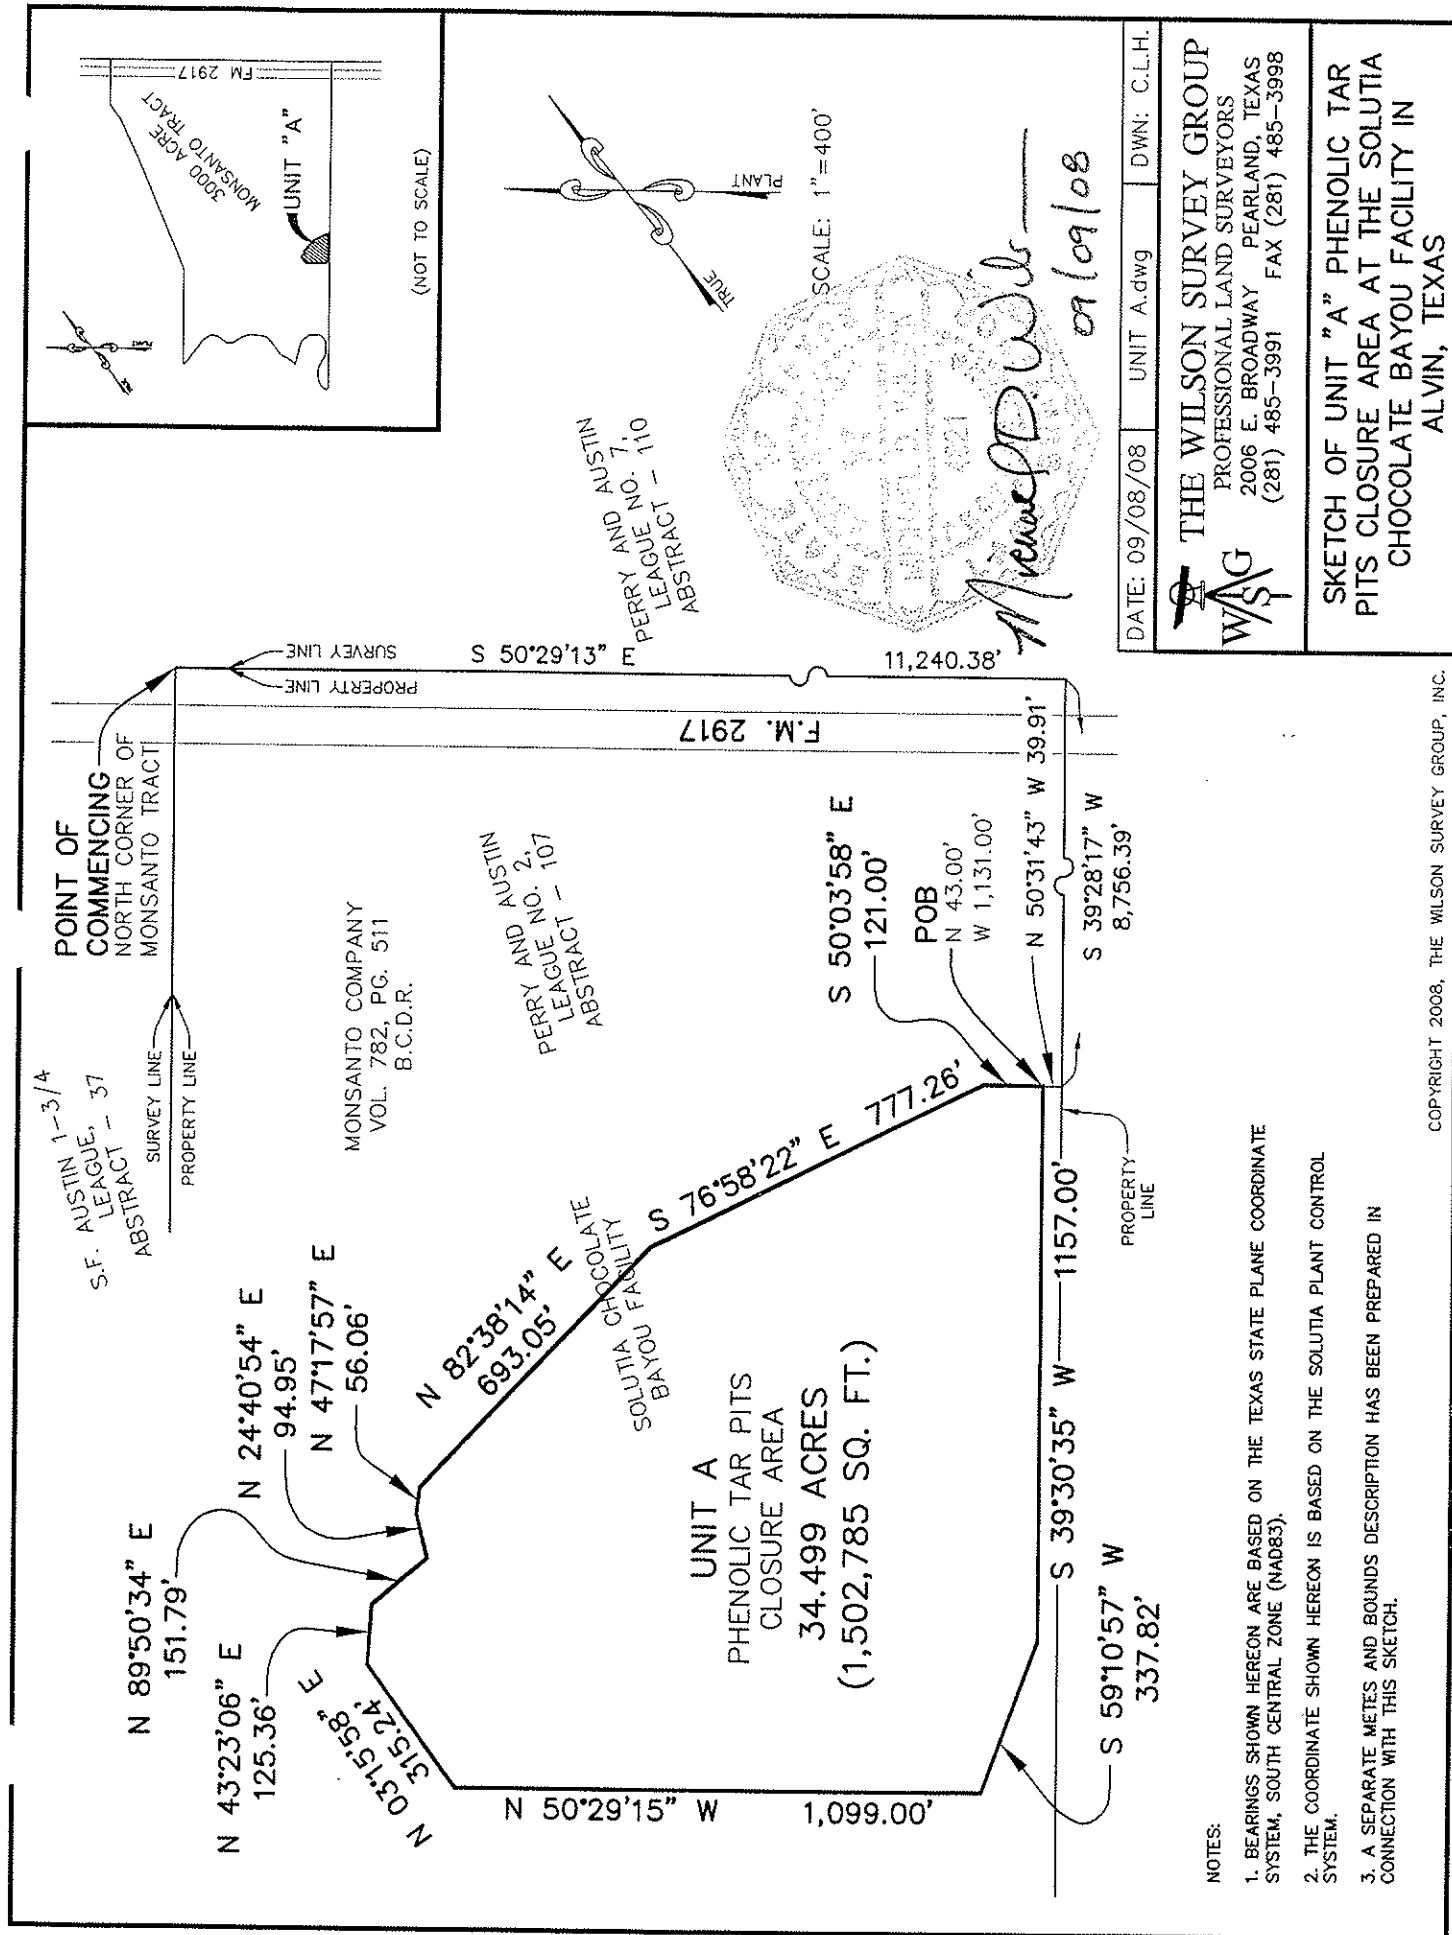 POINT OF
COMMENCING
NORTH CORNER OF
MONSANTO TRACT
S.F. AUSTIN 1-3/4
LEAGUE, - 37
ABSTRACT
SURVEY LINE
PROPERTY LINE
MONSANTO COMPANY
VOL. 782, PG. 511
B.C.D.R.
PERRY AND AUSTIN
LEAGUE NO. 2,
ABSTRACT - 107
SURVEY LINE
PROPERTY LINE
S 50°29'13" E
11,240.38'
F.M. 2917
PERRY AND AUSTIN
LEAGUE NO. 7,
ABSTRACT - 110
3000 ACRE
MONSANTO TRACT
FM 2917
UNIT "A"
(NOT TO SCALE)
TRUE
PLANT
SCALE: 1"=400'
N 89°50'34" E
151.79'
N 24°40'54" E
94.95'
N 47°17'57" E
56.06'
N 43°23'06" E
125.36'
N 03°15'58" E
315.24'
N 82°38'14" E
693.05'
SOLUTIA CHOCOLATE
BAYOU FACILITY
S 76°58'22" E 777.26'
S 50°03'58" E
121.00'
POB
N 43.00'
W 1,131.00'
N 50°31'43" W 39.91'
S 39°28'17" W
8,756.39'
UNIT A
PHENOLIC TAR PITS
CLOSURE AREA
34.499 ACRES
(1,502,785 SQ. FT.)
N 50°29'15" W 1,099.00'
S 39°30'35" W 1157.00'
PROPERTY
LINE
S 59°10'57" W
337.82'
NOTES:
1. BEARINGS SHOWN HEREON ARE BASED ON THE TEXAS STATE PLANE COORDINATE
SYSTEM, SOUTH CENTRAL ZONE (NAD83).
2. THE COORDINATE SHOWN HEREON IS BASED ON THE SOLUTIA PLANT CONTROL
SYSTEM.
3. A SEPARATE METES AND BOUNDS DESCRIPTION HAS BEEN PREPARED IN
CONNECTION WITH THIS SKETCH.
Michael D. Wilson
09/09/08
4821
DATE: 09/08/08
UNIT A.dwg
DWN: C.L.H.
WSG
THE WILSON SURVEY GROUP
PROFESSIONAL LAND SURVEYORS
2006 E. BROADWAY PEARLAND, TEXAS
(281) 485-3991 FAX (281) 485-3998
SKETCH OF UNIT "A" PHENOLIC TAR
PITS CLOSURE AREA AT THE SOLUTIA
CHOCOLATE BAYOU FACILITY IN
ALVIN, TEXAS
COPYRIGHT 2008, THE WILSON SURVEY GROUP, INC.